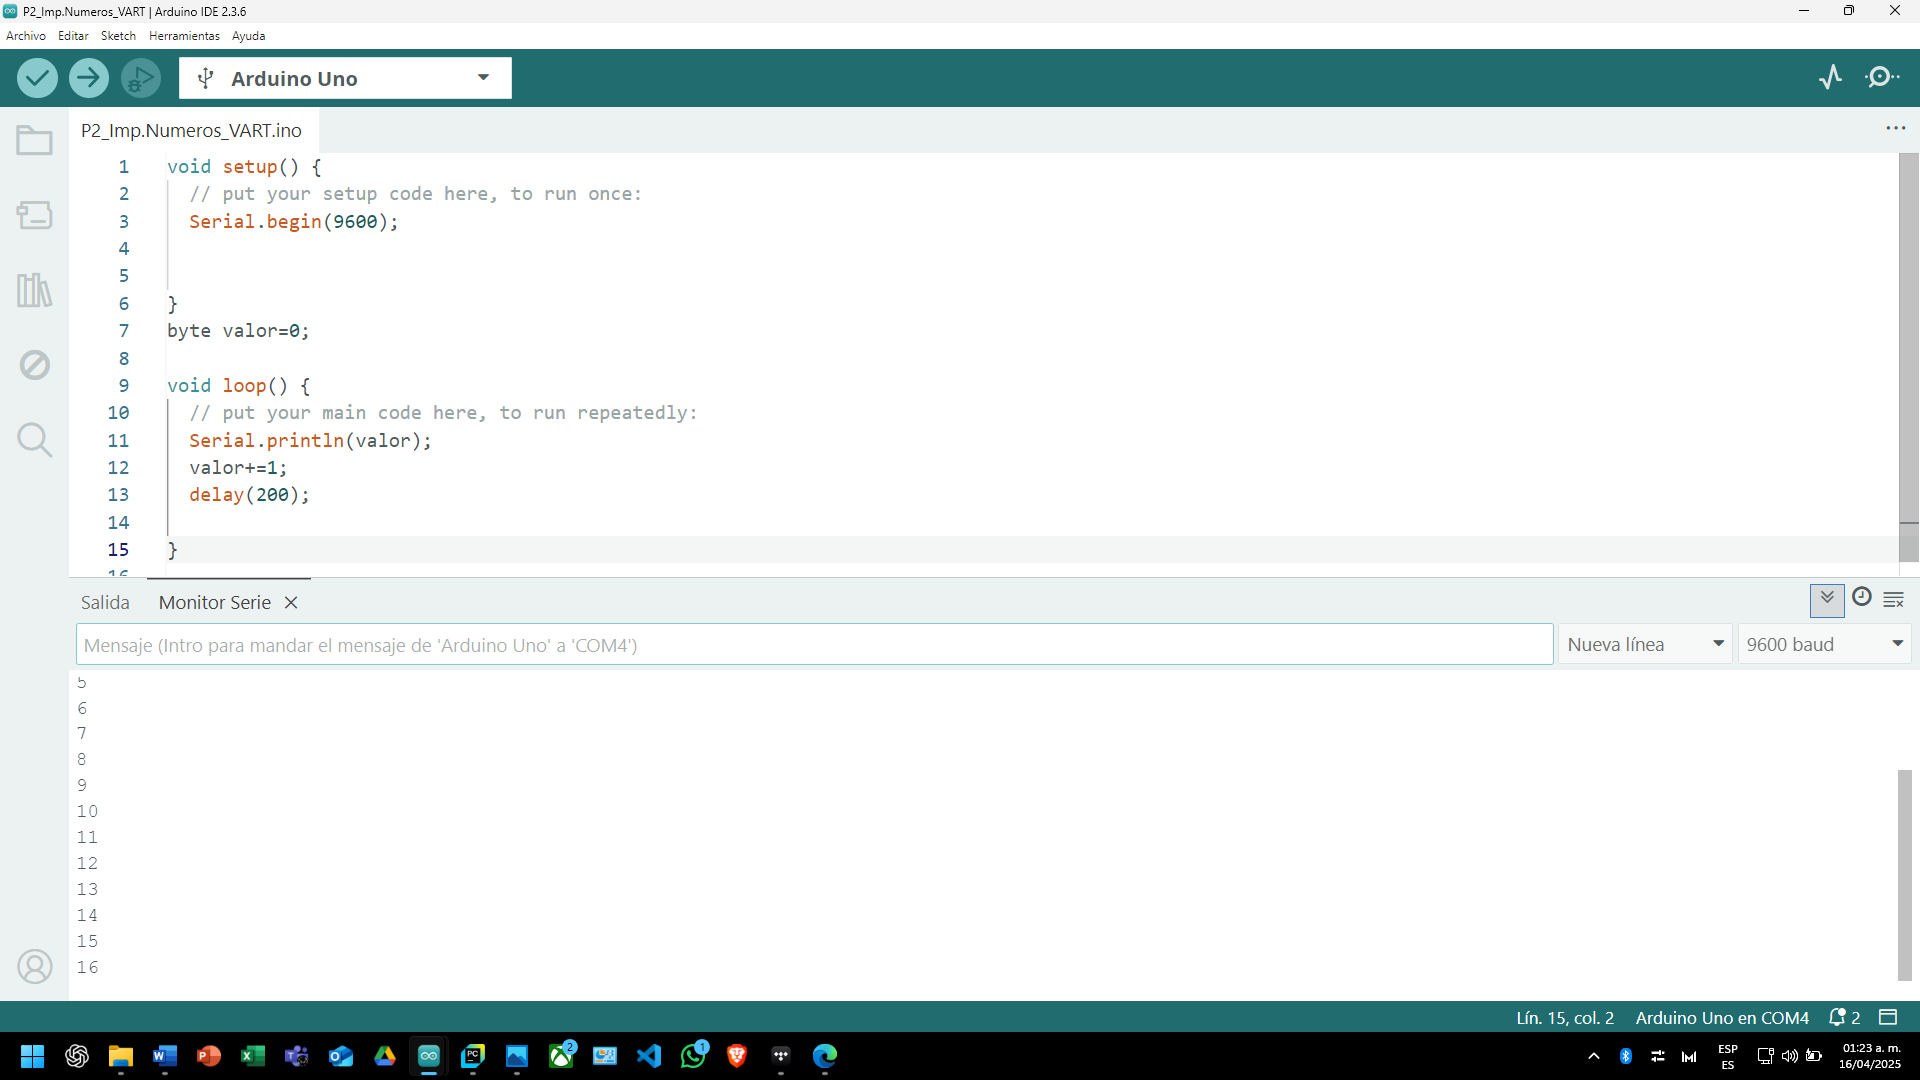 P2_Imp.Numeros_VART | Arduino IDE 2.3.6
Archivo Editar Sketch Herramientas Ayuda
Arduino Uno
P2_Imp.Numeros_VART.ino
1 void setup() {
2 // put your setup code here, to run once:
3 Serial.begin(9600);
4
5
6 }
7 byte valor=0;
8
9 void loop() {
10 // put your main code here, to run repeatedly:
11 Serial.println(valor);
12 valor+=1;
13 delay(200);
14
15 }
16
Salida Monitor Serie
Mensaje (Intro para mandar el mensaje de 'Arduino Uno' a 'COM4')
Nueva línea
9600 baud
5
6
7
8
9
10
11
12
13
14
15
16
Lín. 15, col. 2 Arduino Uno en COM4 2
2
1
ESP
ES
01:23 a. m.
16/04/2025